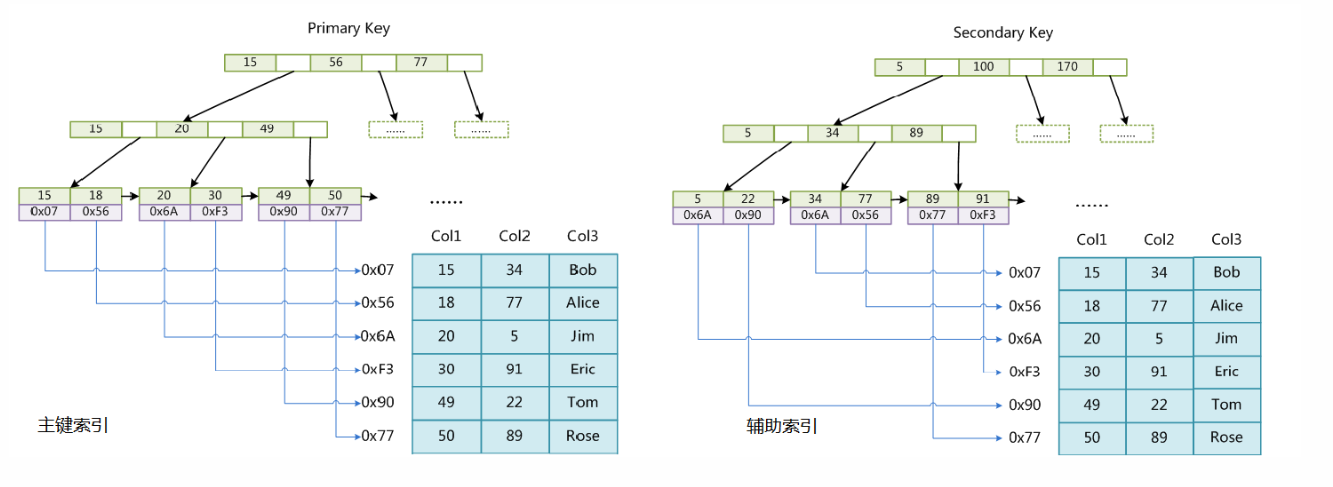 Primary Key
15 56 77
15 20 49
...... ......
15 18 20 30 49 50
0x07 0x56 0x6A 0xF3 0x90 0x77
......
Col1 Col2 Col3
0x07 15 34 Bob
0x56 18 77 Alice
0x6A 20 5 Jim
0xF3 30 91 Eric
0x90 49 22 Tom
0x77 50 89 Rose
主键索引
Secondary Key
5 100 170
5 34 89
...... ......
5 22 34 77 89 91
0x6A 0x90 0x6A 0x56 0x77 0xF3
......
Col1 Col2 Col3
0x07 15 34 Bob
0x56 18 77 Alice
0x6A 20 5 Jim
0xF3 30 91 Eric
0x90 49 22 Tom
0x77 50 89 Rose
辅助索引